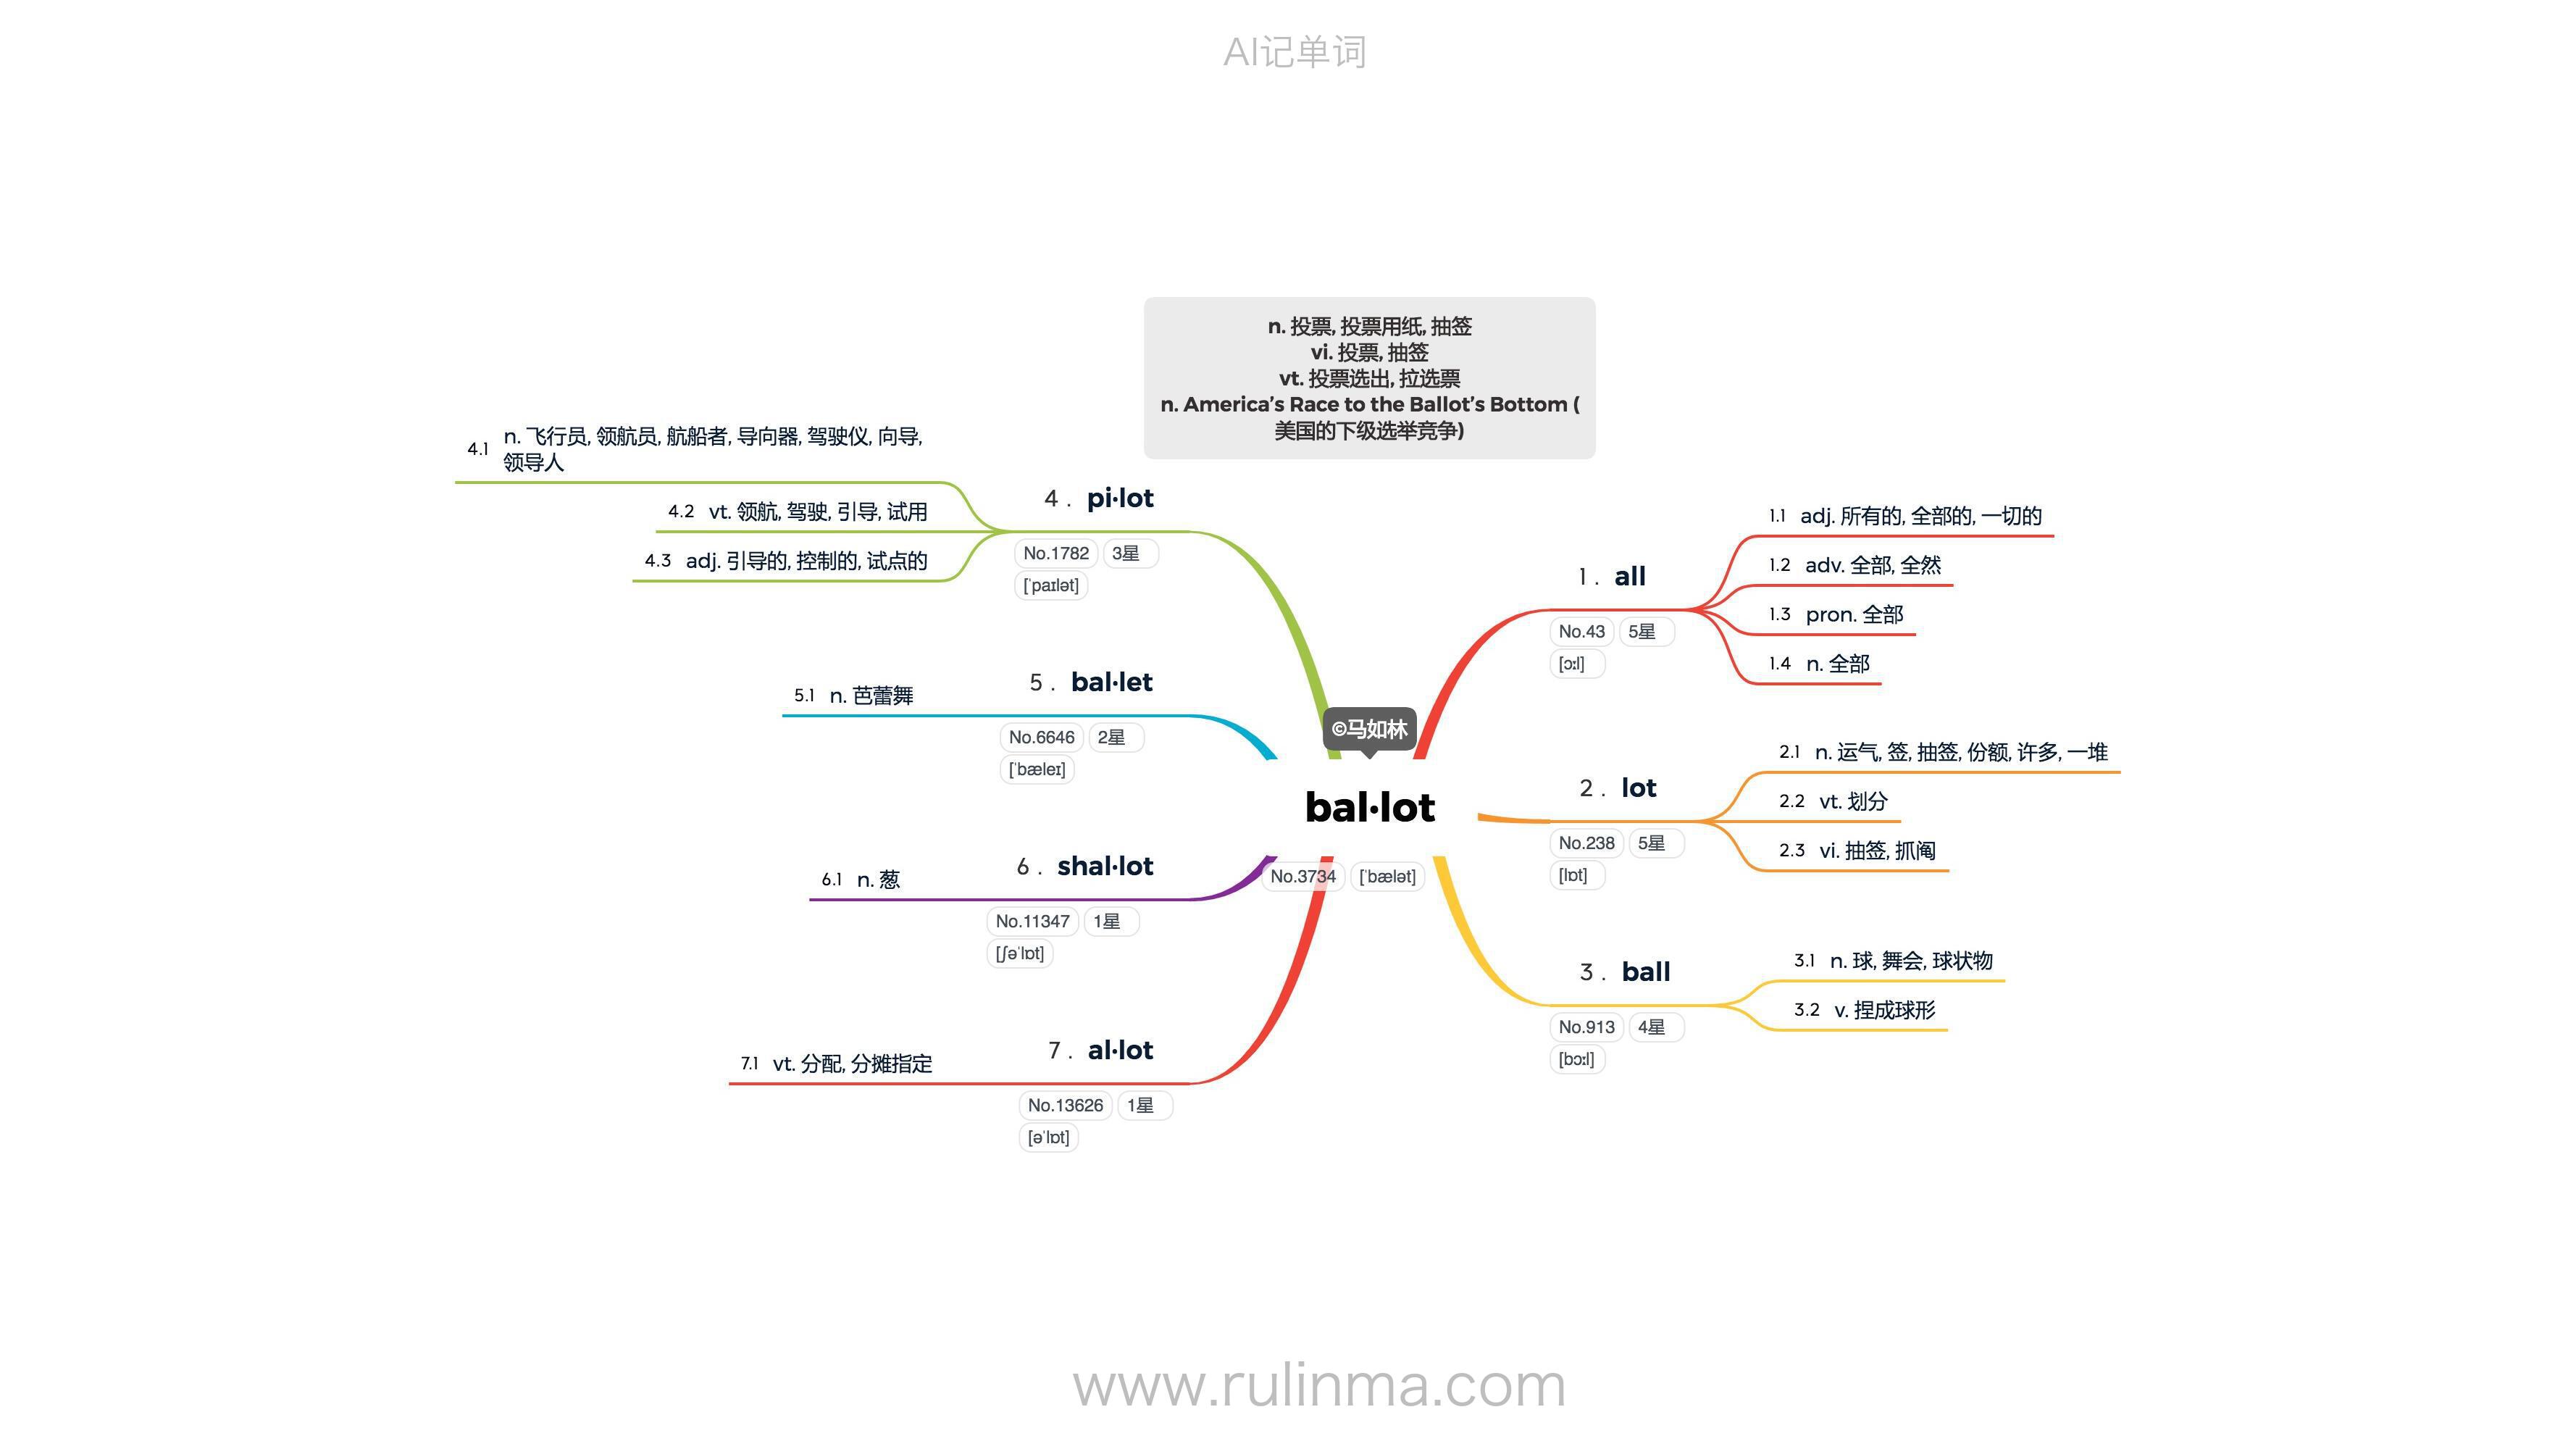 AI记单词
n. 投票, 投票用纸, 抽签
vi. 投票, 抽签
vt. 投票选出, 拉选票
n. America’s Race to the Ballot’s Bottom (
美国的下级选举竞争)
©马如林
bal·lot
No.3734 [ˈbælət]
1 . all
No.43 5星
[ɔːl]
1.1 adj. 所有的, 全部的, 一切的
1.2 adv. 全部, 全然
1.3 pron. 全部
1.4 n. 全部
2 . lot
No.238 5星
[lɒt]
2.1 n. 运气, 签, 抽签, 份额, 许多, 一堆
2.2 vt. 划分
2.3 vi. 抽签, 抓阄
3 . ball
No.913 4星
[bɔːl]
3.1 n. 球, 舞会, 球状物
3.2 v. 捏成球形
4 . pi·lot
No.1782 3星
[ˈpaɪlət]
4.1 n. 飞行员, 领航员, 航船者, 导向器, 驾驶仪, 向导,
领导人
4.2 vt. 领航, 驾驶, 引导, 试用
4.3 adj. 引导的, 控制的, 试点的
5 . bal·let
No.6646 2星
[ˈbæleɪ]
5.1 n. 芭蕾舞
6 . shal·lot
No.11347 1星
[ʃəˈlɒt]
6.1 n. 葱
7 . al·lot
No.13626 1星
[əˈlɒt]
7.1 vt. 分配, 分摊指定
www.rulinma.com